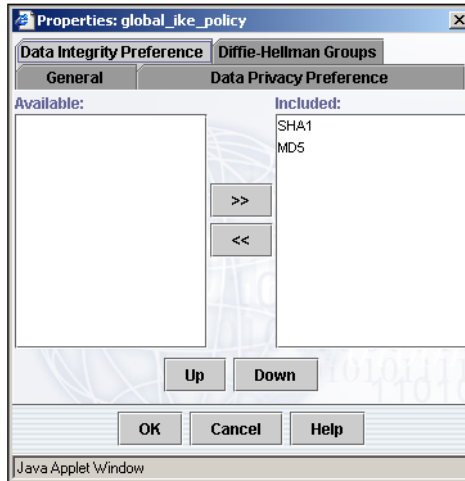 Properties: global_ike_policy
Data Integrity Preference Diffie-Hellman Groups
General Data Privacy Preference
Available: Included:
SHA1
MD5
>>
<<
Up Down
OK Cancel Help
Java Applet Window